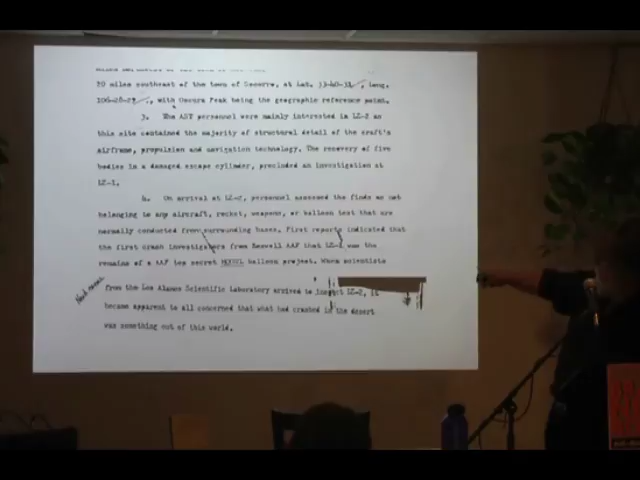 20 miles southeast of the town of Socorro, at Lat. 33-40-31, long.
106-28-29, with Oscura Peak being the geographic reference point.
3. The AST personnel were mainly interested in LZ-2 as
this site contained the majority of structural detail of the craft's
airframe, propulsion and navigation technology. The recovery of five
bodies in a damaged escape cylinder, precluded an investigation at
LZ-1.
4. On arrival at LZ-2, personnel assessed the finds as not
belonging to any aircraft, rocket, weapons, or balloon test that are
normally conducted from surrounding bases. First reports indicated that
the first crash investigators from Roswell AAF that LZ-1 was the
remains of a AAF top secret MOGUL balloon project. When scientists
from the Los Alamos Scientific Laboratory arrived to inspect LZ-2, it
became apparent to all concerned that what had crashed in the desert
was something out of this world.